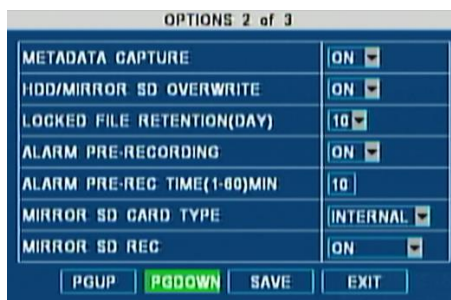 OPTIONS 2 of 3
METADATA CAPTURE ON
HDD/MIRROR SD OVERWRITE ON
LOCKED FILE RETENTION(DAY) 10
ALARM PRE-RECORDING ON
ALARM PRE-REC TIME(1-60)MIN 10
MIRROR SD CARD TYPE INTERNAL
MIRROR SD REC ON
PGUP PGDOWN SAVE EXIT